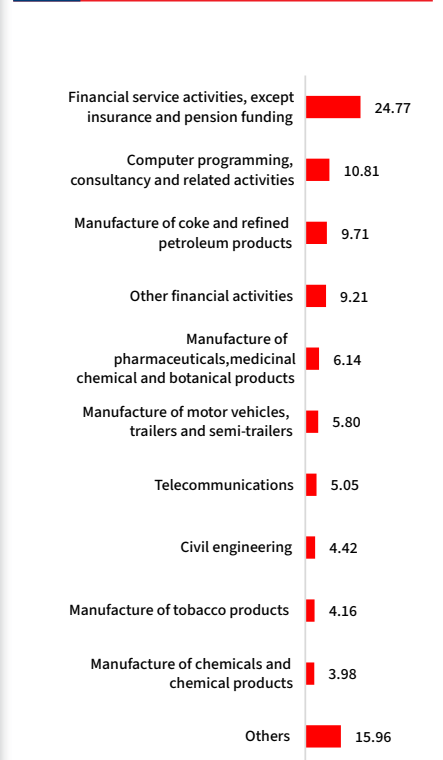 Financial service activities, except
insurance and pension funding
24.77
Computer programming,
consultancy and related activities
10.81
Manufacture of coke and refined
petroleum products
9.71
Other financial activities
9.21
Manufacture of
pharmaceuticals,medicinal
chemical and botanical products
6.14
Manufacture of motor vehicles,
trailers and semi-trailers
5.80
Telecommunications
5.05
Civil engineering
4.42
Manufacture of tobacco products
4.16
Manufacture of chemicals and
chemical products
3.98
Others
15.96